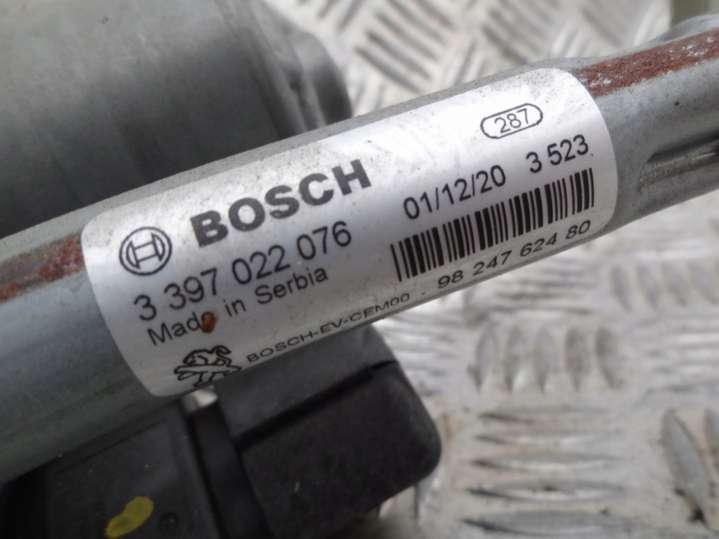 287
BOSCH 01/12/20 3 523
3 397 022 076
Made in Serbia 98 247 624 80
BOSCH-EV-CEM00